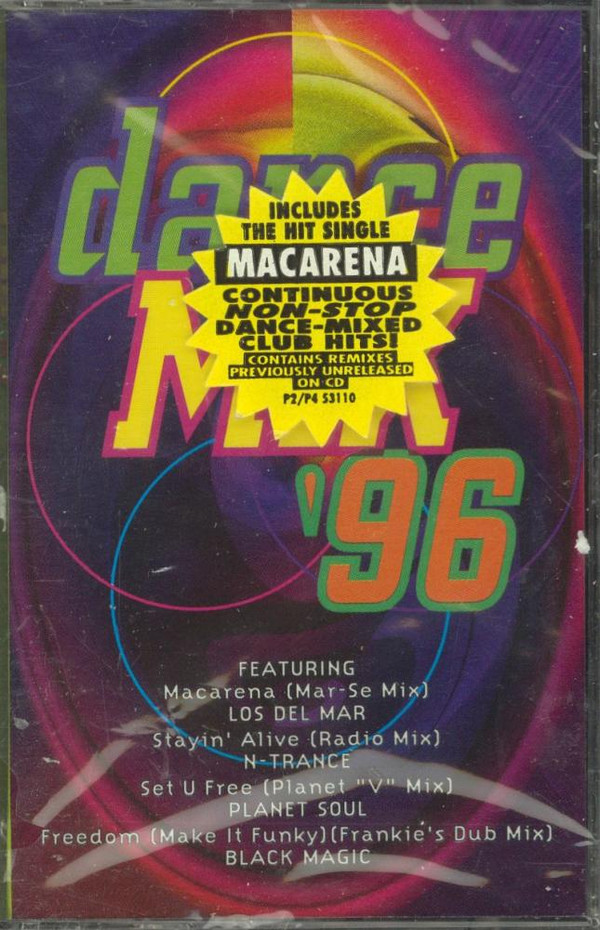 dance
INCLUDES
THE HIT SINGLE
MACARENA
CONTINUOUS
NON-STOP
DANCE-MIXED
CLUB HITS!
CONTAINS REMIXES
PREVIOUSLY UNRELEASED
ON CD
P2/P4 53110
MIX
'96
FEATURING
Macarena (Mar-Se Mix)
LOS DEL MAR
Stayin' Alive (Radio Mix)
N-TRANCE
Set U Free (Planet "V" Mix)
PLANET SOUL
Freedom (Make It Funky)(Frankie's Dub Mix)
BLACK MAGIC